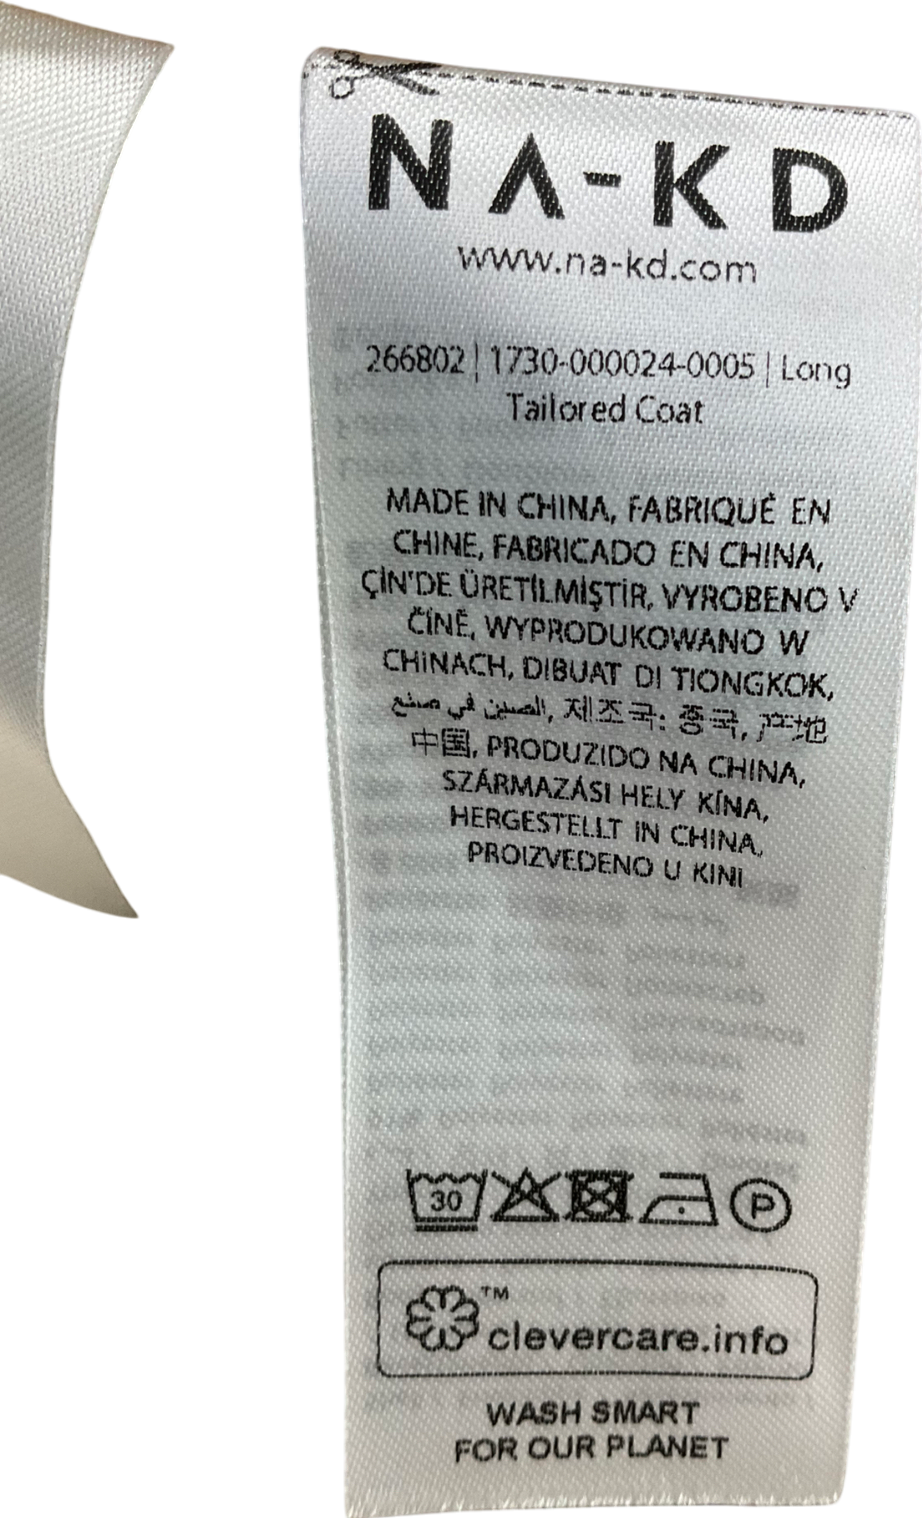 NA-KD
www.na-kd.com
266802 | 1730-000024-0005 | Long
Tailored Coat
MADE IN CHINA, FABRIQUÉ EN
CHINE, FABRICADO EN CHINA,
ÇİN'DE ÜRETİLMİŞTİR, VYROBENO V
ČÍNĚ, WYPRODUKOWANO W
CHINACH, DIBUAT DI TIONGKOK,
الصين في صنع, 제조국: 중국, 产地
中国, PRODUZIDO NA CHINA,
SZÁRMAZÁSI HELY KÍNA,
HERGESTELLT IN CHINA,
PROIZVEDENO U KINI
30 P
™
clevercare.info
WASH SMART
FOR OUR PLANET